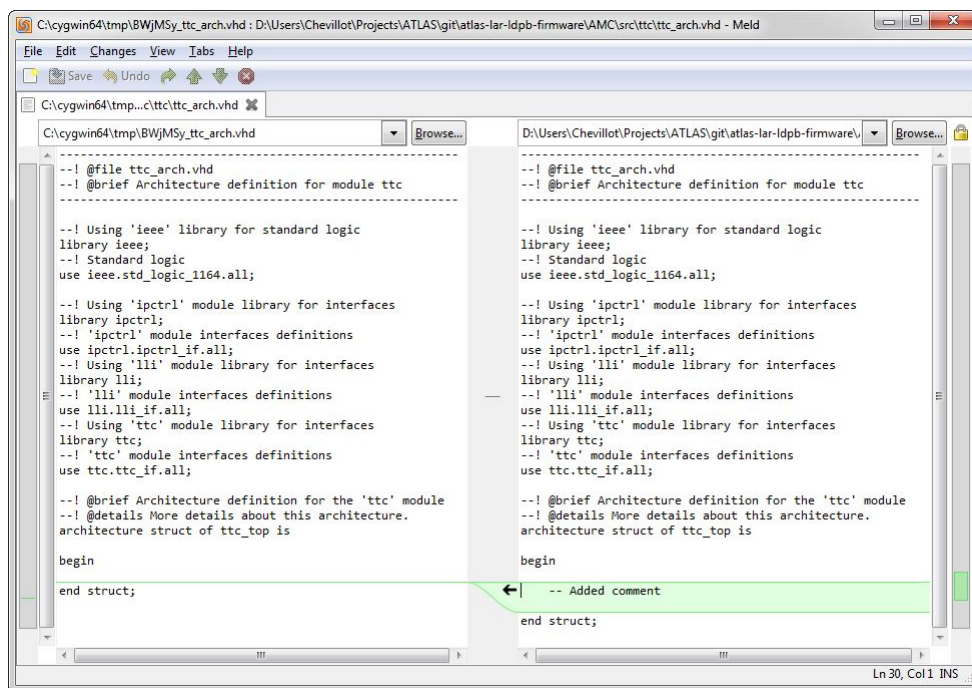 C:\cygwin64\tmp\BWjMSy_ttc_arch.vhd : D:\Users\Chevillot\Projects\ATLAS\git\atlas-lar-ldpb-firmware\AMC\src\ttc\ttc_arch.vhd - Meld
File Edit Changes View Tabs Help
Save Undo
C:\cygwin64\tmp...c\ttc\ttc_arch.vhd
C:\cygwin64\tmp\BWjMSy_ttc_arch.vhd Browse...
--------------------------------------------------------
--! @file ttc_arch.vhd
--! @brief Architecture definition for module ttc
--------------------------------------------------------
--! Using 'ieee' library for standard logic
library ieee;
--! Standard logic
use ieee.std_logic_1164.all;
--! Using 'ipctrl' module library for interfaces
library ipctrl;
--! 'ipctrl' module interfaces definitions
use ipctrl.ipctrl_if.all;
--! Using 'lli' module library for interfaces
library lli;
--! 'lli' module interfaces definitions
use lli.lli_if.all;
--! Using 'ttc' module library for interfaces
library ttc;
--! 'ttc' module interfaces definitions
use ttc.ttc_if.all;
--! @brief Architecture definition for the 'ttc' module
--! @details More details about this architecture.
architecture struct of ttc_top is
begin
end struct;
D:\Users\Chevillot\Projects\ATLAS\git\atlas-lar-ldpb-firmware\ Browse...
--------------------------------------------------------
--! @file ttc_arch.vhd
--! @brief Architecture definition for module ttc
--------------------------------------------------------
--! Using 'ieee' library for standard logic
library ieee;
--! Standard logic
use ieee.std_logic_1164.all;
--! Using 'ipctrl' module library for interfaces
library ipctrl;
--! 'ipctrl' module interfaces definitions
use ipctrl.ipctrl_if.all;
--! Using 'lli' module library for interfaces
library lli;
--! 'lli' module interfaces definitions
use lli.lli_if.all;
--! Using 'ttc' module library for interfaces
library ttc;
--! 'ttc' module interfaces definitions
use ttc.ttc_if.all;
--! @brief Architecture definition for the 'ttc' module
--! @details More details about this architecture.
architecture struct of ttc_top is
begin
-- Added comment
end struct;
Ln 30, Col 1 INS